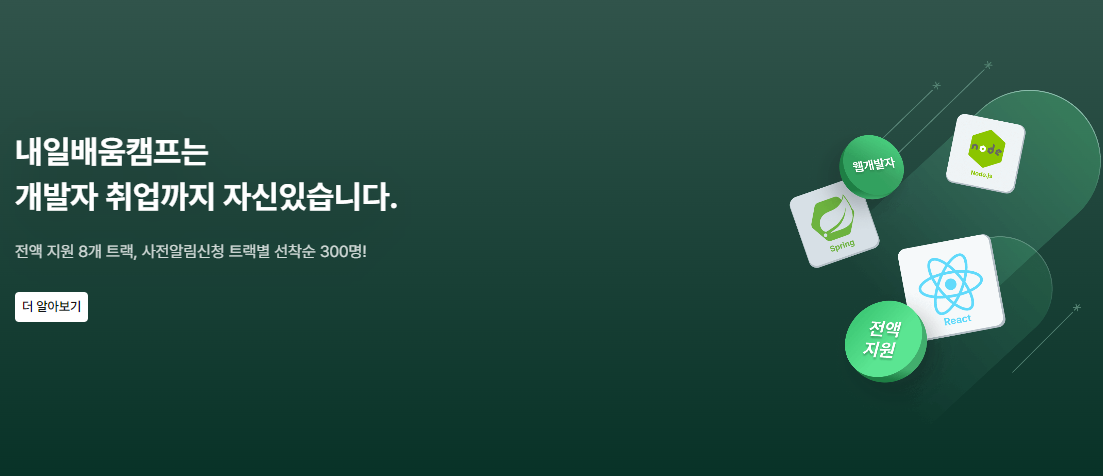 내일배움캠프는
개발자 취업까지 자신있습니다.
전액 지원 8개 트랙, 사전알림신청 트랙별 선착순 300명!
더 알아보기
웹개발자
node
Node.js
Spring
React
전액
지원